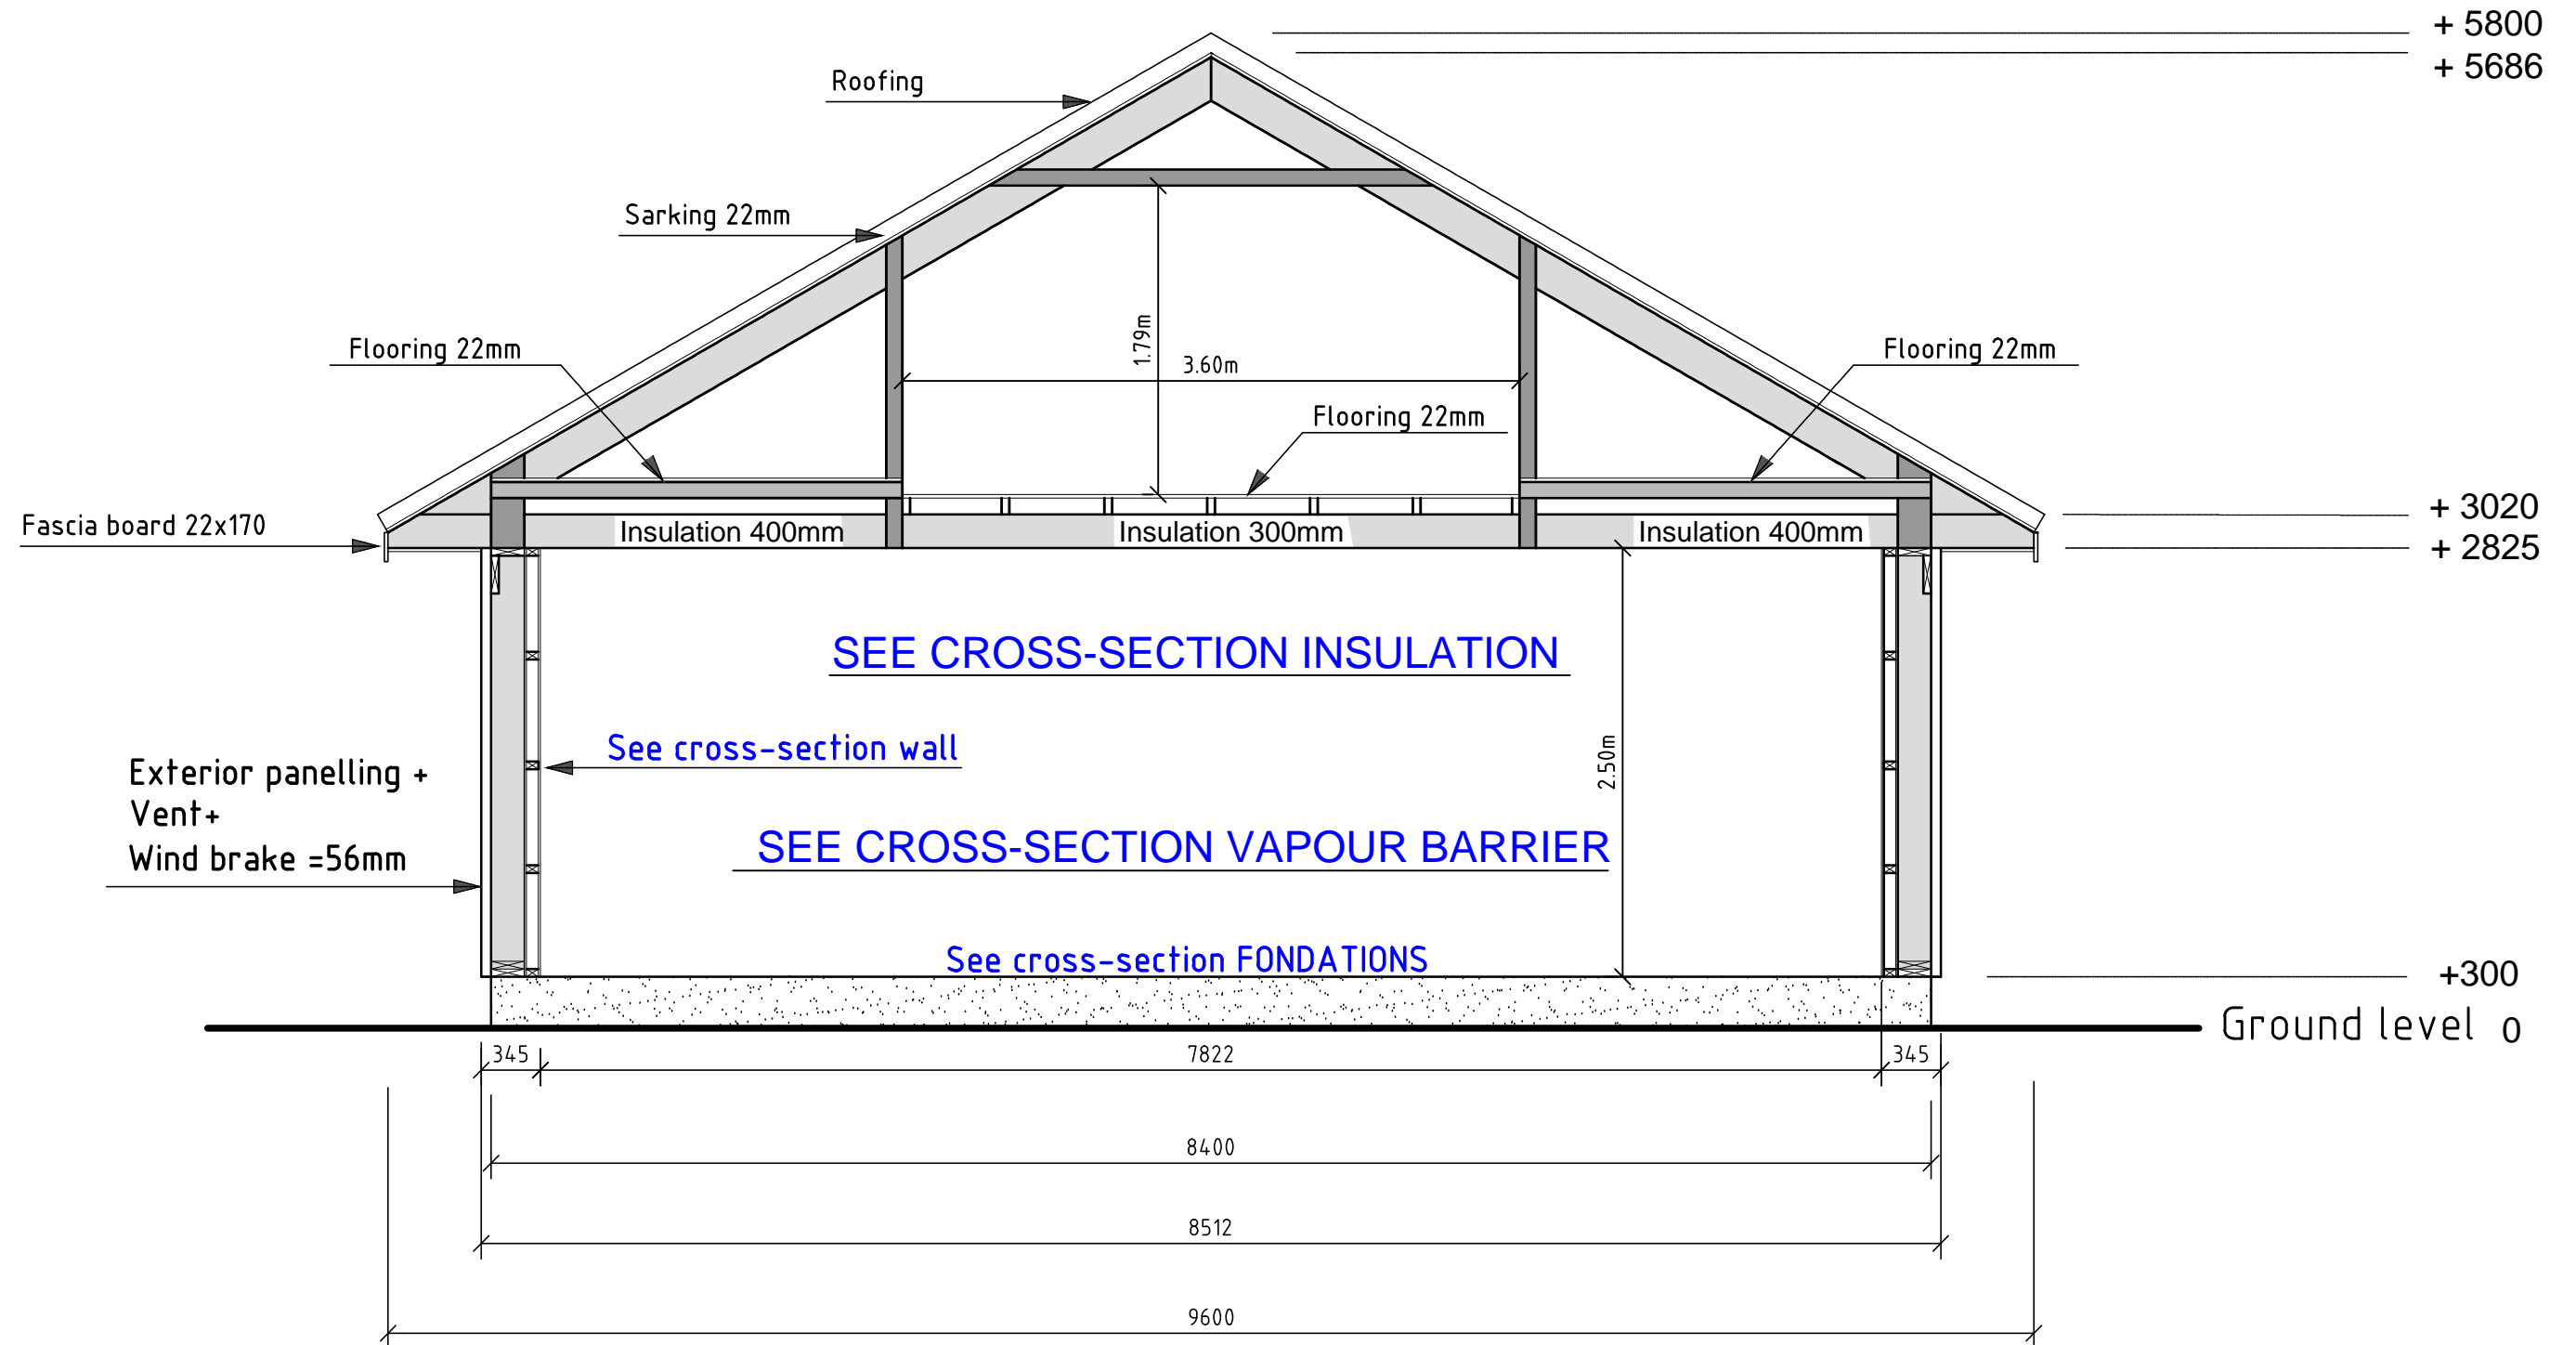 + 5800
+ 5686
Roofing
Sarking 22mm
Flooring 22mm
1.79m
3.60m
Flooring 22mm
Flooring 22mm
Fascia board 22x170
Insulation 400mm
Insulation 300mm
Insulation 400mm
+ 3020
+ 2825
SEE CROSS-SECTION INSULATION
See cross-section wall
2.50m
Exterior panelling +
Vent+
Wind brake =56mm
SEE CROSS-SECTION VAPOUR BARRIER
See cross-section FONDATIONS
+300
Ground level 0
345
7822
345
8400
8512
9600